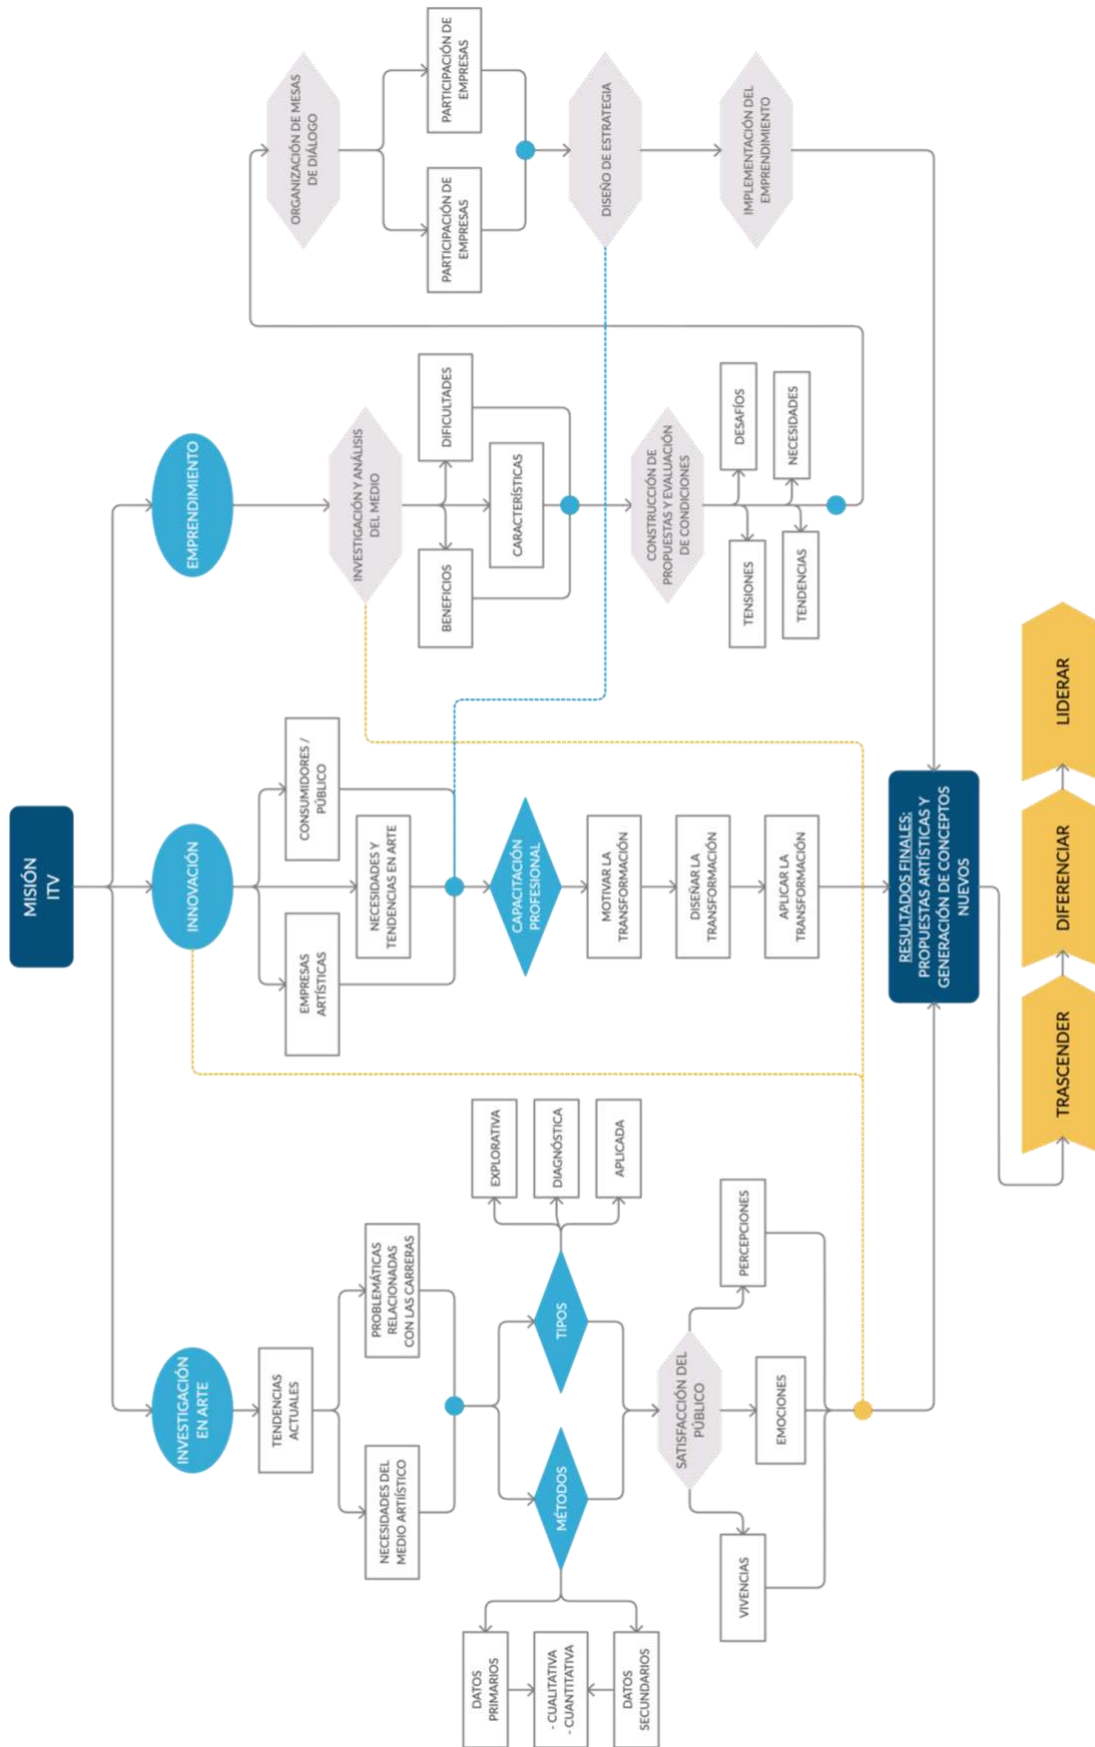 MISIÓN
ITV
INVESTIGACIÓN
EN ARTE
INNOVACIÓN
EMPRENDIMIENTO
TENDENCIAS
ACTUALES
NECESIDADES DEL
MEDIO ARTÍSTICO
PROBLEMÁTICAS
RELACIONADAS
CON LAS CARRERAS
MÉTODOS
TIPOS
DATOS
PRIMARIOS
- CUALITATIVA
- CUANTITATIVA
DATOS
SECUNDARIOS
EXPLORATIVA
DIAGNÓSTICA
APLICADA
SATISFACCIÓN DEL
PÚBLICO
VIVENCIAS
EMOCIONES
PERCEPCIONES
EMPRESAS
ARTÍSTICAS
NECESIDADES Y
TENDENCIAS EN ARTE
CONSUMIDORES /
PÚBLICO
CAPACITACIÓN
PROFESIONAL
MOTIVAR LA
TRANSFORMACIÓN
DISEÑAR LA
TRANSFORMACIÓN
APLICAR LA
TRANSFORMACIÓN
INVESTIGACIÓN Y ANÁLISIS
DEL MEDIO
BENEFICIOS
CARACTERÍSTICAS
DIFICULTADES
CONSTRUCCIÓN DE
PROPUESTAS Y EVALUACIÓN
DE CONDICIONES
TENSIONES
DESAFÍOS
TENDENCIAS
NECESIDADES
ORGANIZACIÓN DE MESAS
DE DIÁLOGO
PARTICIPACIÓN DE
EMPRESAS
PARTICIPACIÓN DE
EMPRESAS
DISEÑO DE ESTRATEGIA
IMPLEMENTACIÓN DEL
EMPRENDIMIENTO
RESULTADOS FINALES:
PROPUESTAS ARTÍSTICAS Y
GENERACIÓN DE CONCEPTOS
NUEVOS
TRASCENDER
DIFERENCIAR
LIDERAR